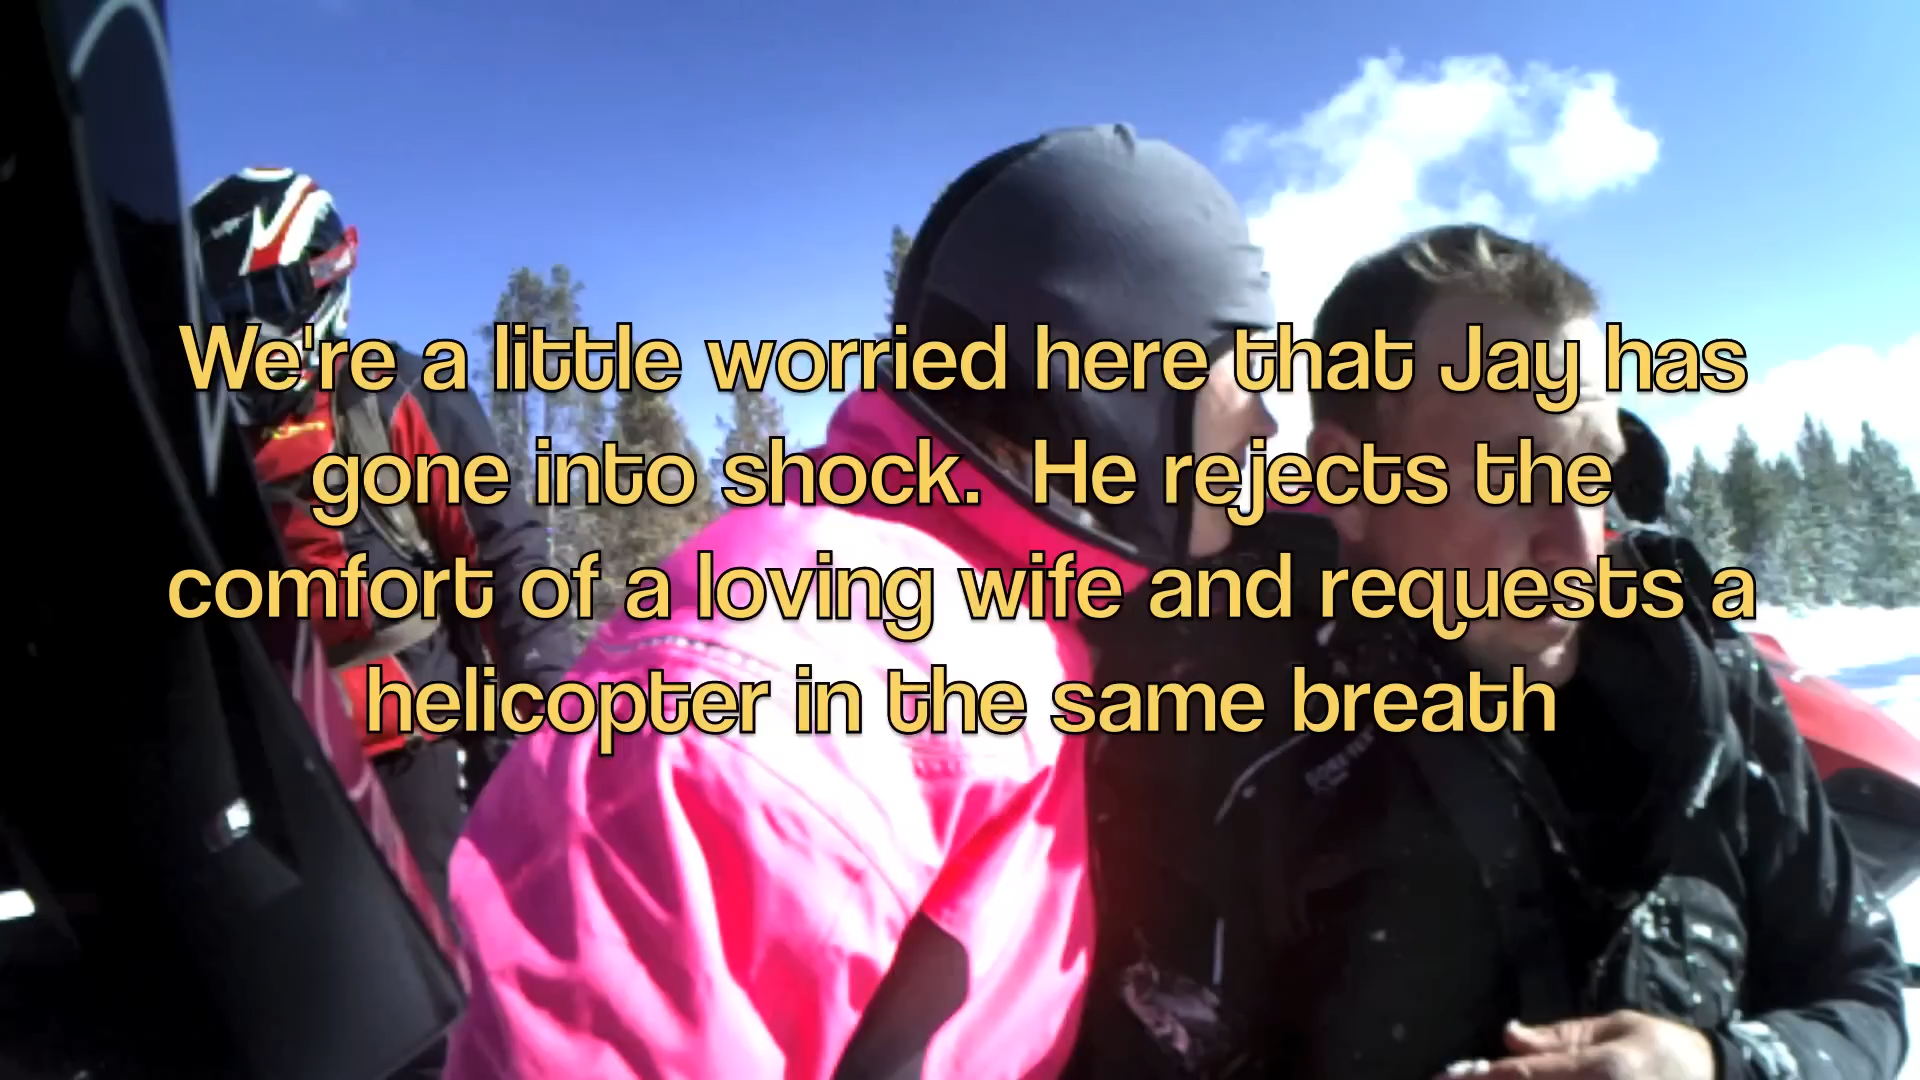 We're a little worried here that Jay has
gone into shock.  He rejects the
comfort of a loving wife and requests a
helicopter in the same breath